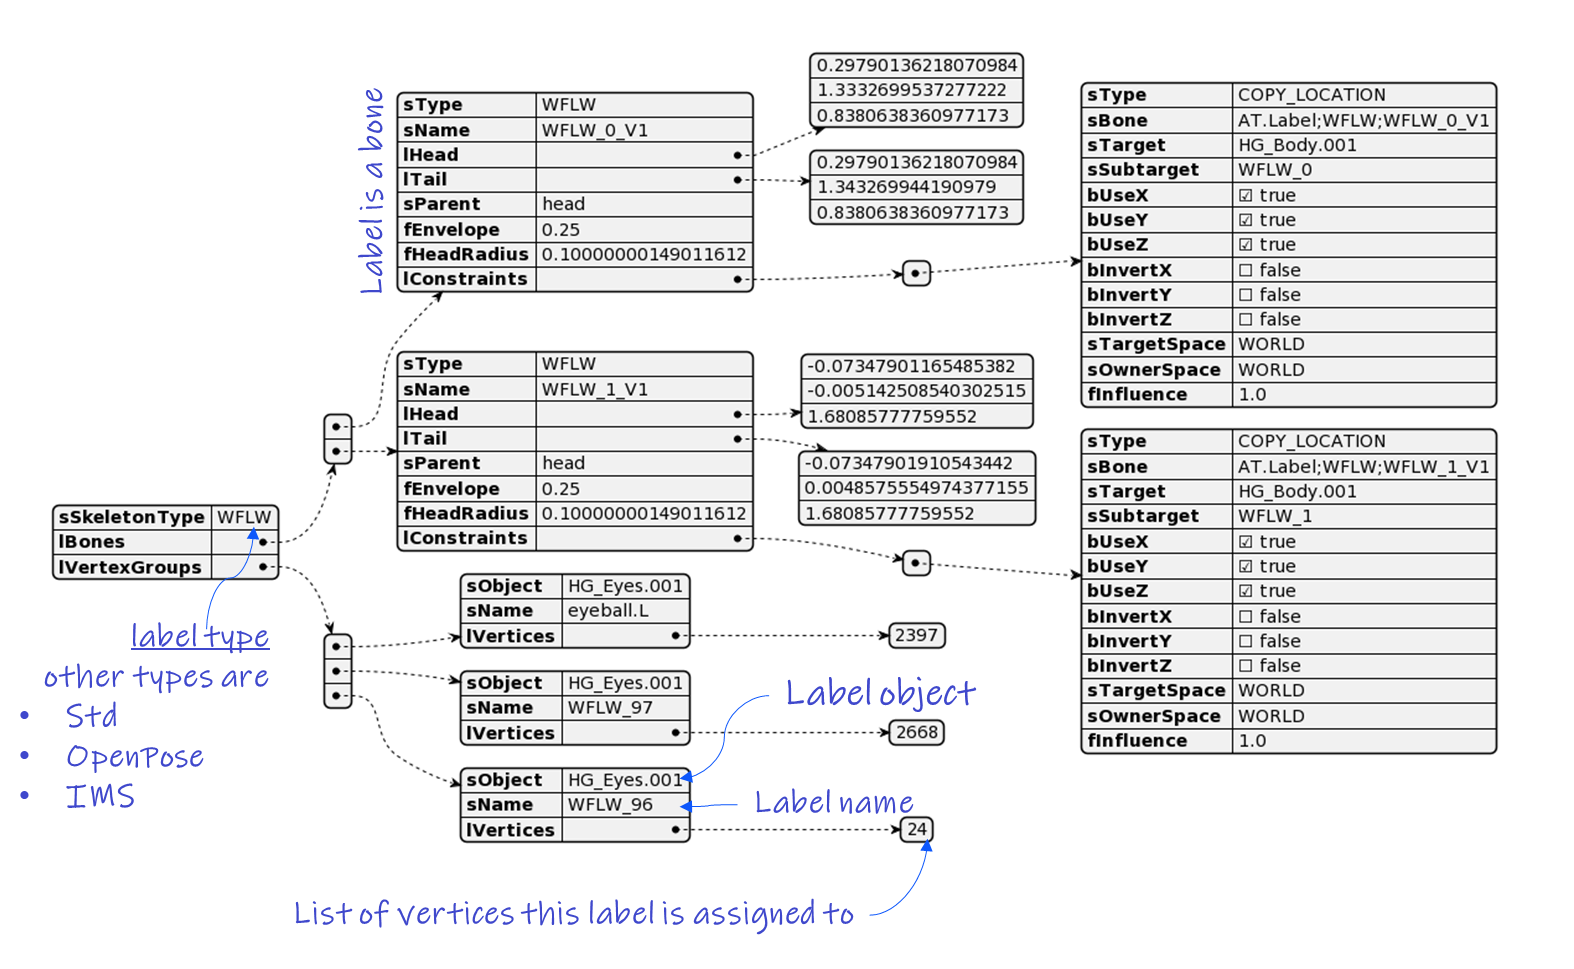 sSkeletonType WFLW
lBones
lVertexGroups
label type
other types are
• Std
• OpenPose
• IMS
Label is a bone
sType WFLW
sName WFLW_0_V1
lHead
lTail
sParent head
fEnvelope 0.25
fHeadRadius 0.10000000149011612
lConstraints
0.29790136218070984
1.3332699537277222
0.8380638360977173
0.29790136218070984
1.343269944190979
0.8380638360977173
sType COPY_LOCATION
sBone AT.Label;WFLW;WFLW_0_V1
sTarget HG_Body.001
sSubtarget WFLW_0
bUseX ☑ true
bUseY ☑ true
bUseZ ☑ true
bInvertX ☐ false
bInvertY ☐ false
bInvertZ ☐ false
sTargetSpace WORLD
sOwnerSpace WORLD
fInfluence 1.0
sType WFLW
sName WFLW_1_V1
lHead
lTail
sParent head
fEnvelope 0.25
fHeadRadius 0.10000000149011612
lConstraints
-0.07347901165485382
-0.005142508540302515
1.68085777759552
-0.07347901910543442
0.0048575554974377155
1.68085777759552
sType COPY_LOCATION
sBone AT.Label;WFLW;WFLW_1_V1
sTarget HG_Body.001
sSubtarget WFLW_1
bUseX ☑ true
bUseY ☑ true
bUseZ ☑ true
bInvertX ☐ false
bInvertY ☐ false
bInvertZ ☐ false
sTargetSpace WORLD
sOwnerSpace WORLD
fInfluence 1.0
sObject HG_Eyes.001
sName eyeball.L
lVertices
2397
sObject HG_Eyes.001
sName WFLW_97
lVertices
2668
Label object
sObject HG_Eyes.001
sName WFLW_96
lVertices
Label name
24
List of vertices this label is assigned to